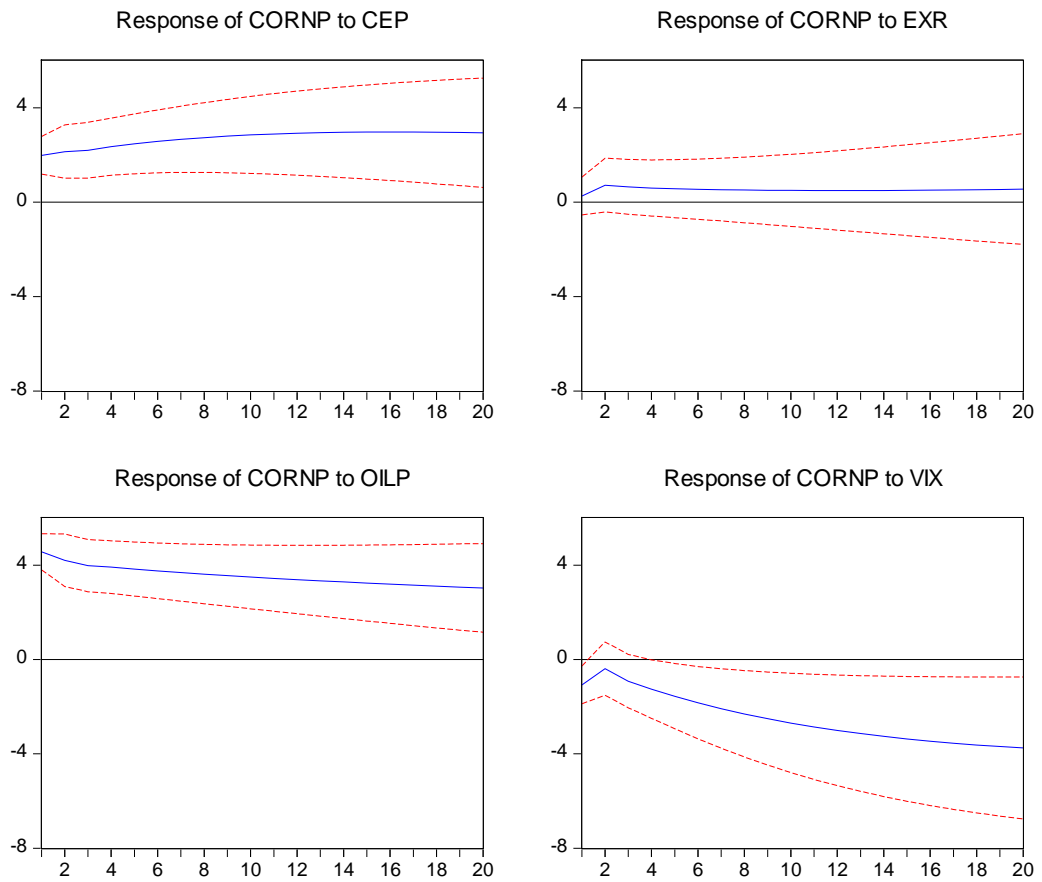 Response of CORNP to CEP
4
0
-4
-8
2 4 6 8 10 12 14 16 18 20
Response of CORNP to EXR
4
0
-4
-8
2 4 6 8 10 12 14 16 18 20
Response of CORNP to OILP
4
0
-4
-8
2 4 6 8 10 12 14 16 18 20
Response of CORNP to VIX
4
0
-4
-8
2 4 6 8 10 12 14 16 18 20